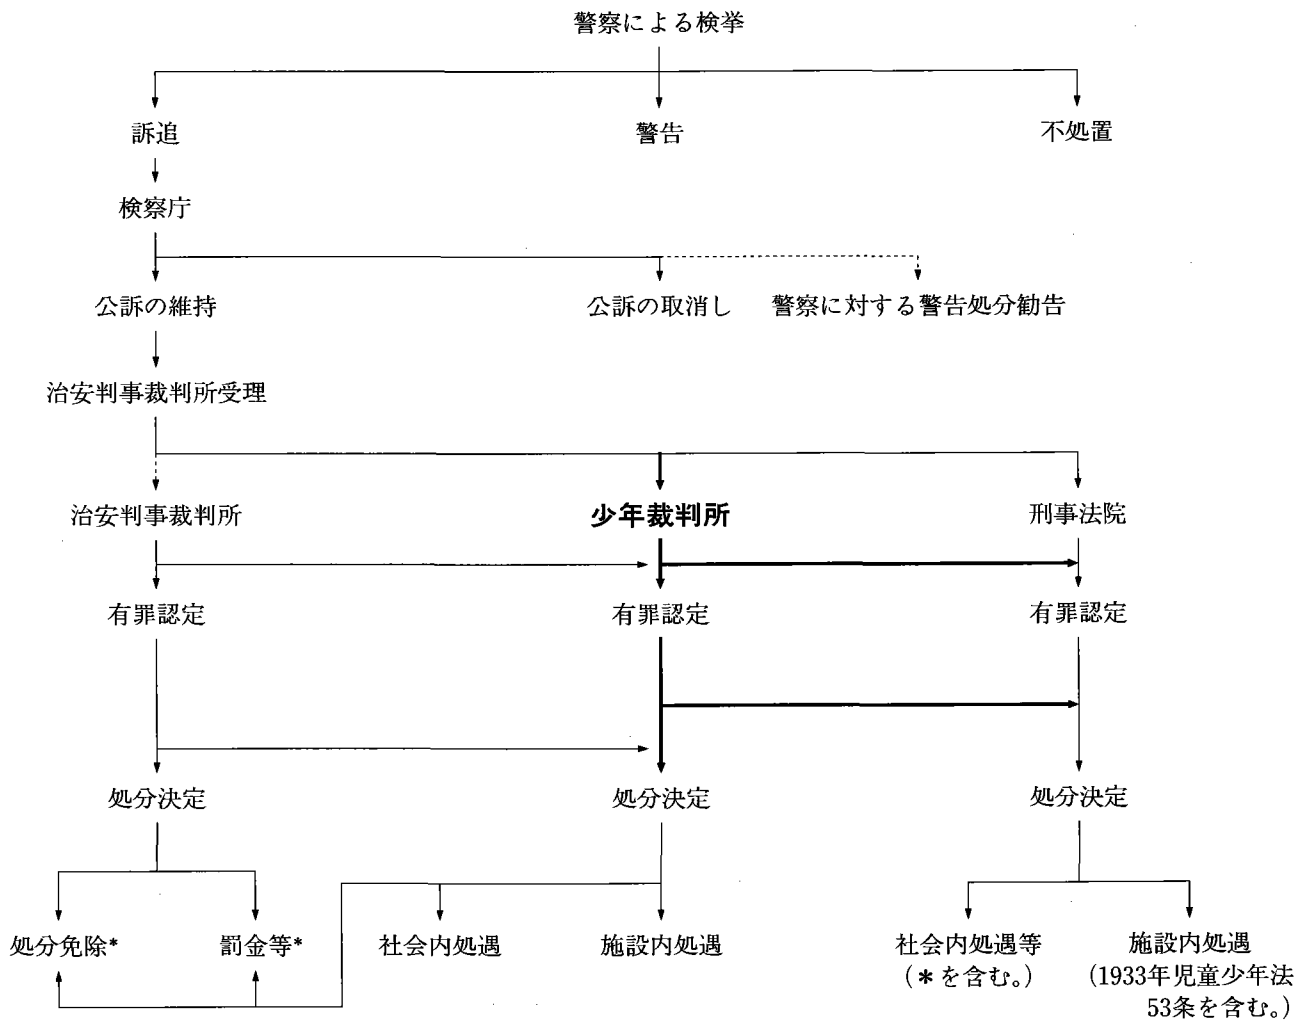 警察による検挙
訴追
警告
不処置
検察庁
公訴の維持
公訴の取消し
警察に対する警告処分勧告
治安判事裁判所受理
治安判事裁判所
少年裁判所
刑事法院
有罪認定
有罪認定
有罪認定
処分決定
処分決定
処分決定
処分免除*
罰金等*
社会内処遇
施設内処遇
社会内処遇等
(*を含む。)
施設内処遇
(1933年児童少年法
53条を含む。)